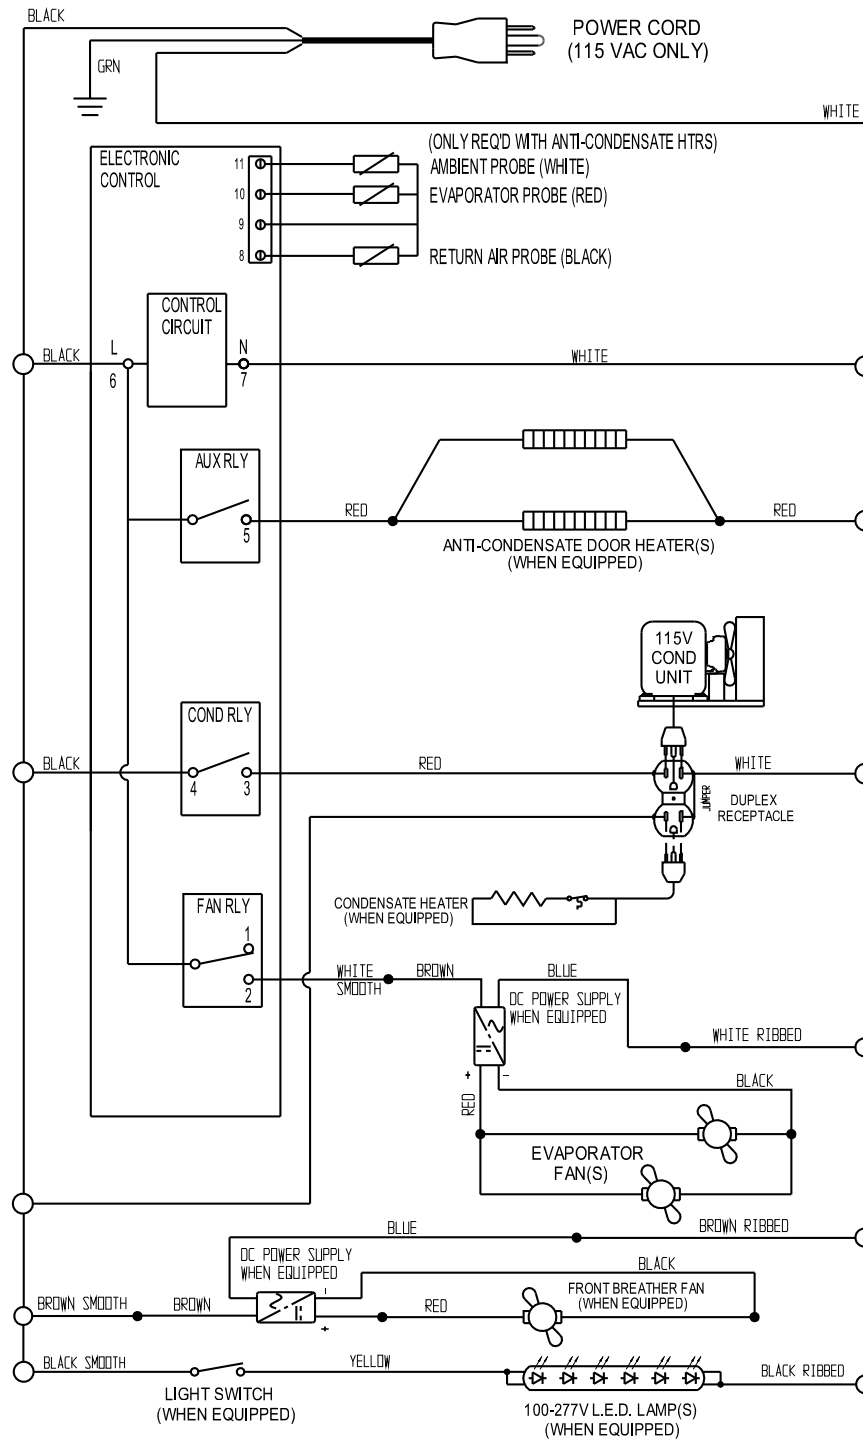 BLACK
POWER CORD
(115 VAC ONLY)
GRN
WHITE
ELECTRONIC
CONTROL
(ONLY REQ'D WITH ANTI-CONDENSATE HTRS)
11
AMBIENT PROBE (WHITE)
10
EVAPORATOR PROBE (RED)
9
8
RETURN AIR PROBE (BLACK)
CONTROL
CIRCUIT
BLACK
L
N
WHITE
6
7
AUX RLY
RED
RED
5
ANTI-CONDENSATE DOOR HEATER(S)
(WHEN EQUIPPED)
115V
COND
UNIT
COND RLY
BLACK
RED
WHITE
4
3
JUMPER
DUPLEX
RECEPTACLE
FAN RLY
CONDENSATE HEATER
(WHEN EQUIPPED)
1
2
WHITE
SMOOTH
BROWN
BLUE
DC POWER SUPPLY
WHEN EQUIPPED
WHITE RIBBED
+
-
BLACK
RED
EVAPORATOR
FAN(S)
BLUE
BROWN RIBBED
DC POWER SUPPLY
WHEN EQUIPPED
-
BLACK
FRONT BREATHER FAN
(WHEN EQUIPPED)
BROWN SMOOTH
BROWN
RED
+
BLACK SMOOTH
YELLOW
BLACK RIBBED
LIGHT SWITCH
(WHEN EQUIPPED)
100-277V L.E.D. LAMP(S)
(WHEN EQUIPPED)